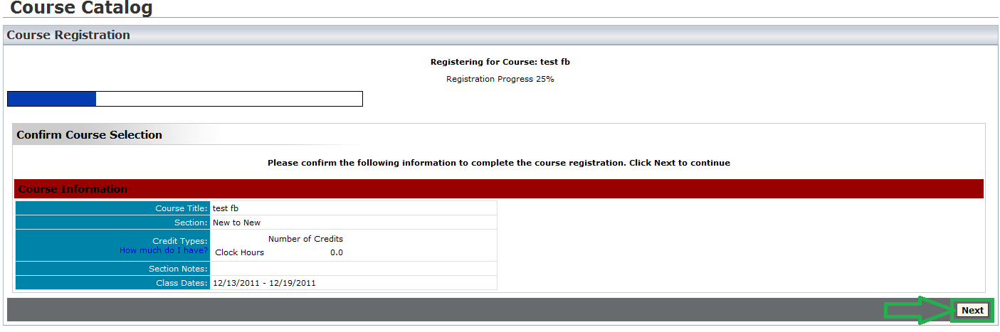 Course Catalog
Course Registration
Registering for Course: test fb
Registration Progress 25%
Confirm Course Selection
Please confirm the following information to complete the course registration. Click Next to continue
Course Information
Course Title: test fb
Section: New to New
Credit Types: Number of Credits
How much do I have? Clock Hours 0.0
Section Notes:
Class Dates: 12/13/2011 - 12/19/2011
Next